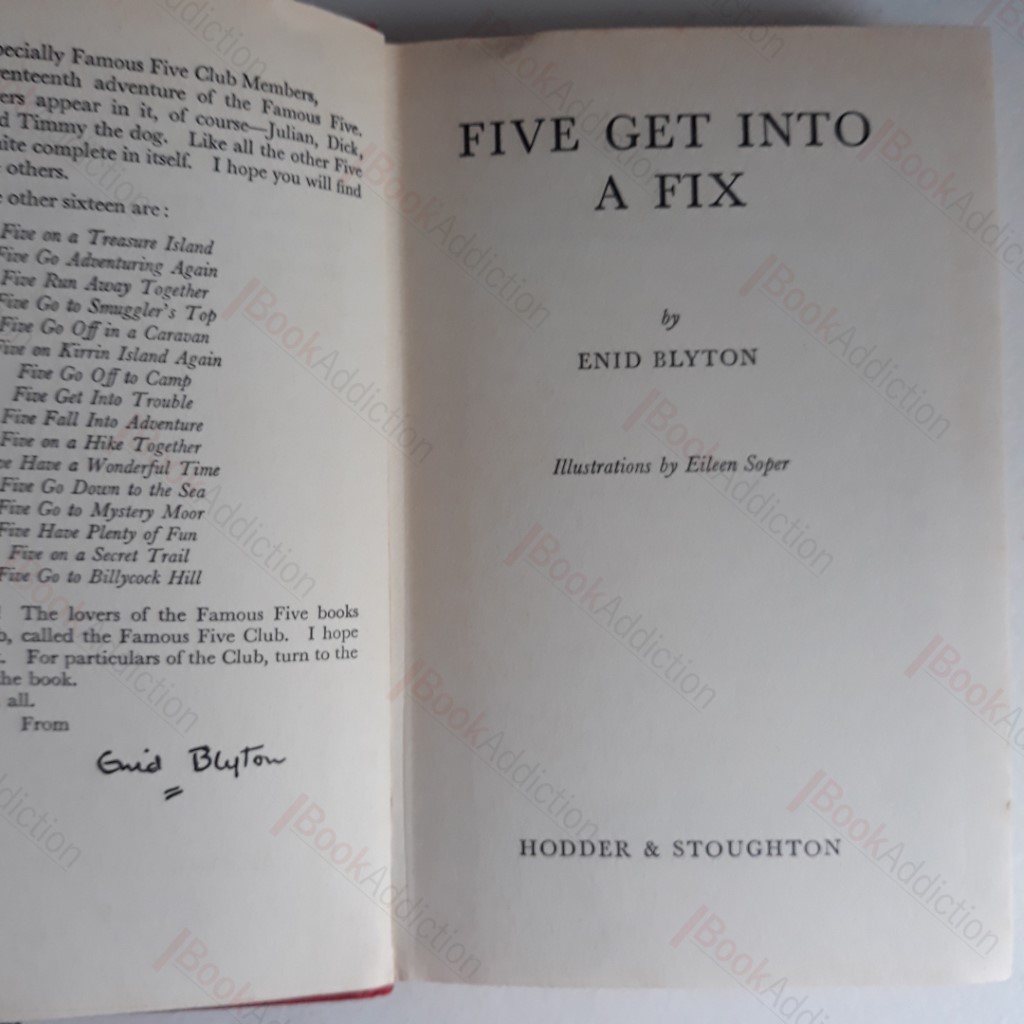 pecially Famous Five Club Members,
enteenth adventure of the Famous Five.
ers appear in it, of course—Julian, Dick,
d Timmy the dog. Like all the other Five
ite complete in itself. I hope you will find
others.
other sixteen are:
Five on a Treasure Island
Five Go Adventuring Again
Five Run Away Together
Five Go to Smuggler's Top
Five Go Off in a Caravan
Five on Kirrin Island Again
Five Go Off to Camp
Five Get Into Trouble
Five Fall Into Adventure
Five on a Hike Together
ve Have a Wonderful Time
Five Go Down to the Sea
Five Go to Mystery Moor
Five Have Plenty of Fun
Five on a Secret Trail
Five Go to Billycock Hill
The lovers of the Famous Five books
, called the Famous Five Club. I hope
. For particulars of the Club, turn to the
he book.
all.
From
Enid Blyton
FIVE GET INTO
A FIX
by
ENID BLYTON
Illustrations by Eileen Soper
HODDER & STOUGHTON
BookAddiction